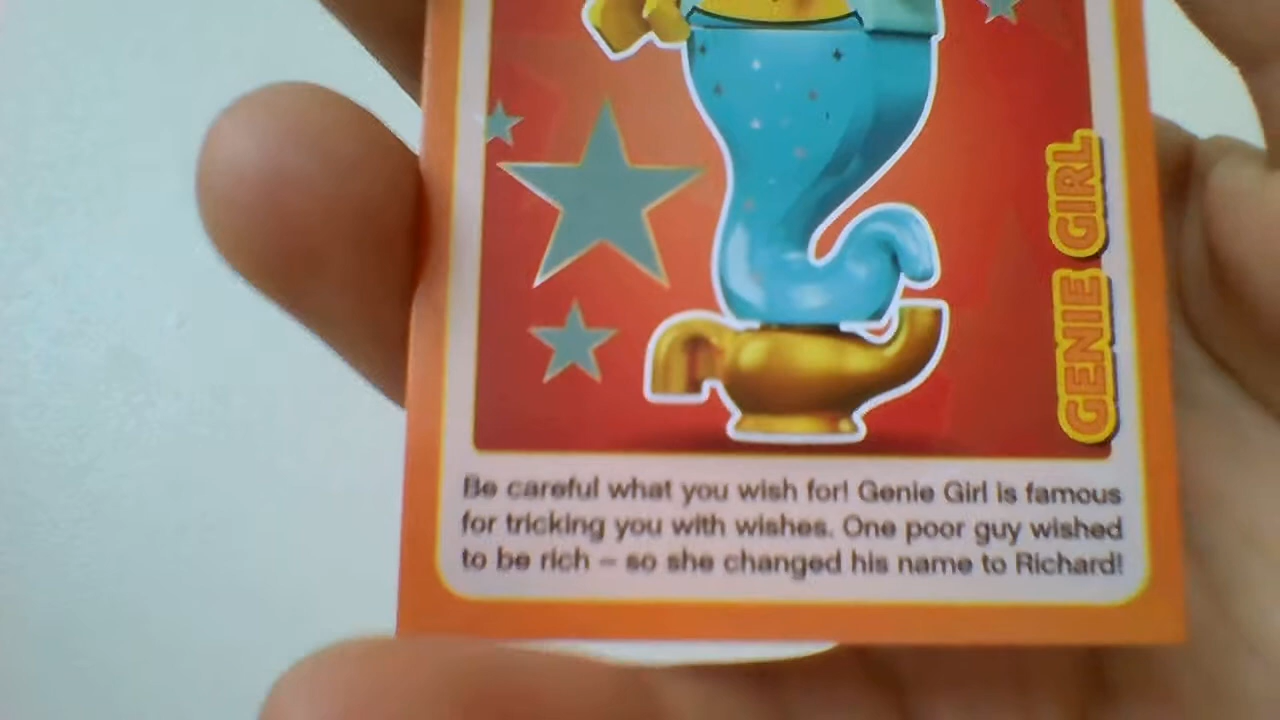 GENIE GIRL
Be careful what you wish for! Genie Girl is famous
for tricking you with wishes. One poor guy wished
to be rich – so she changed his name to Richard!